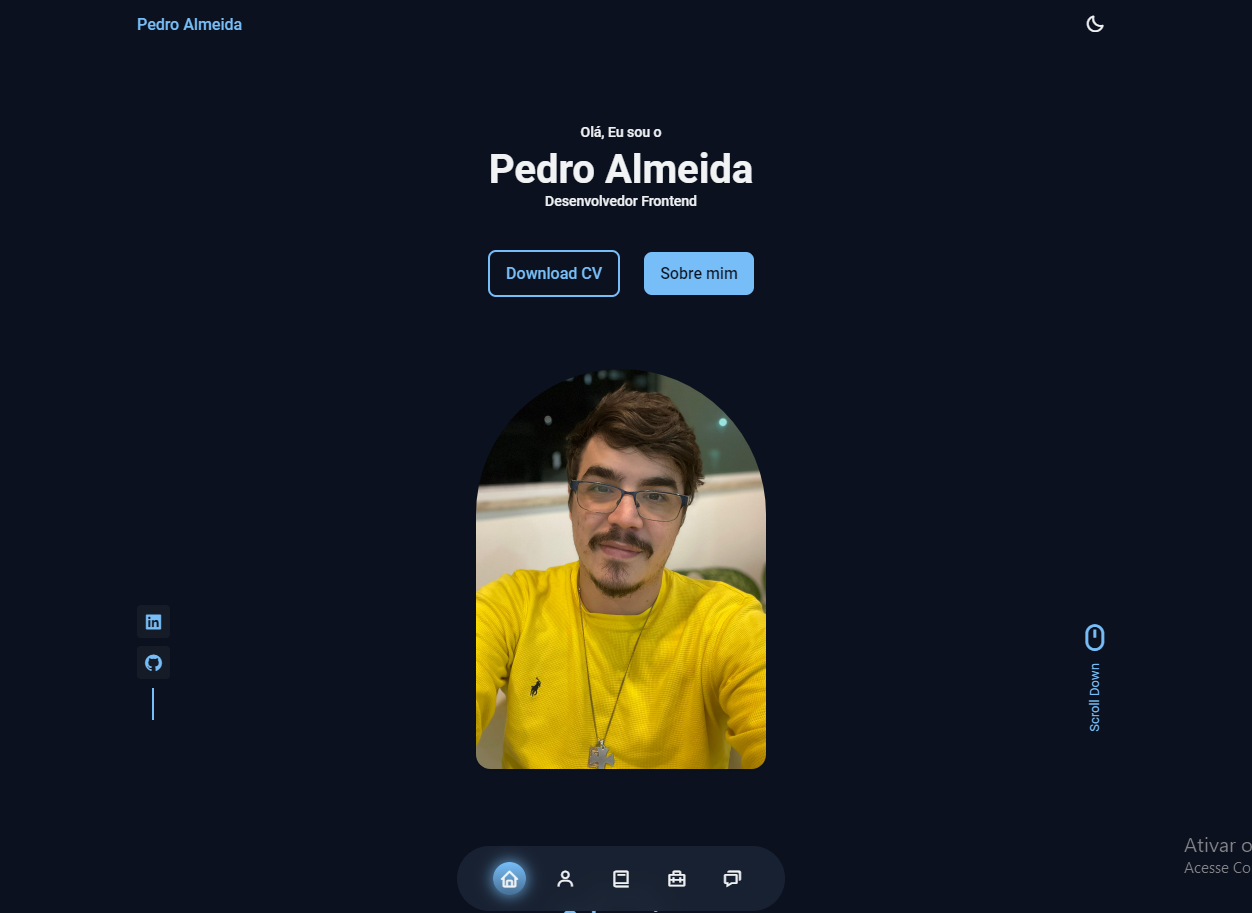 Pedro Almeida
Olá, Eu sou o
Pedro Almeida
Desenvolvedor Frontend
Download CV
Sobre mim
Scroll Down
Ativar o
Acesse Co